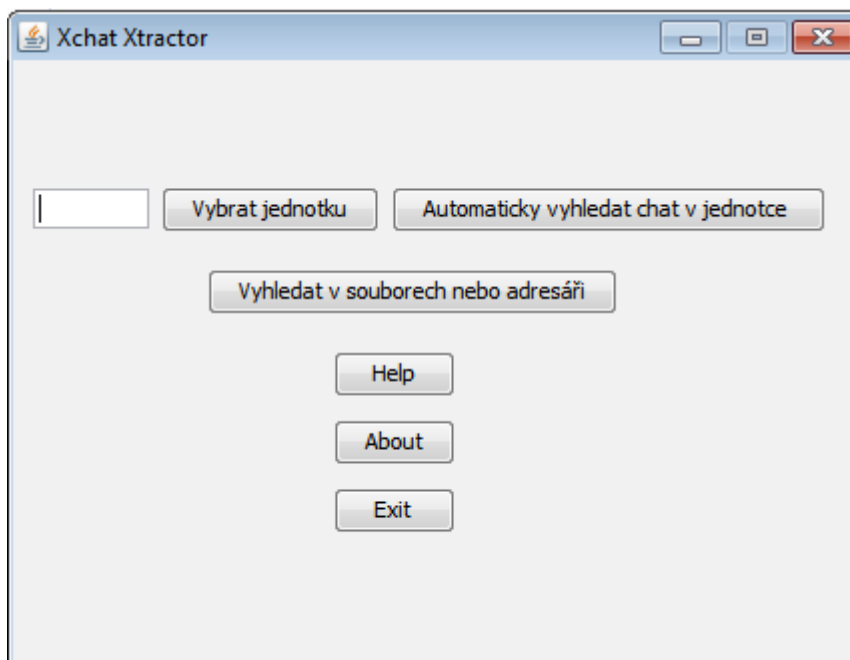 Xchat Xtractor
Vybrat jednotku Automaticky vyhledat chat v jednotce
Vyhledat v souborech nebo adresáři
Help
About
Exit